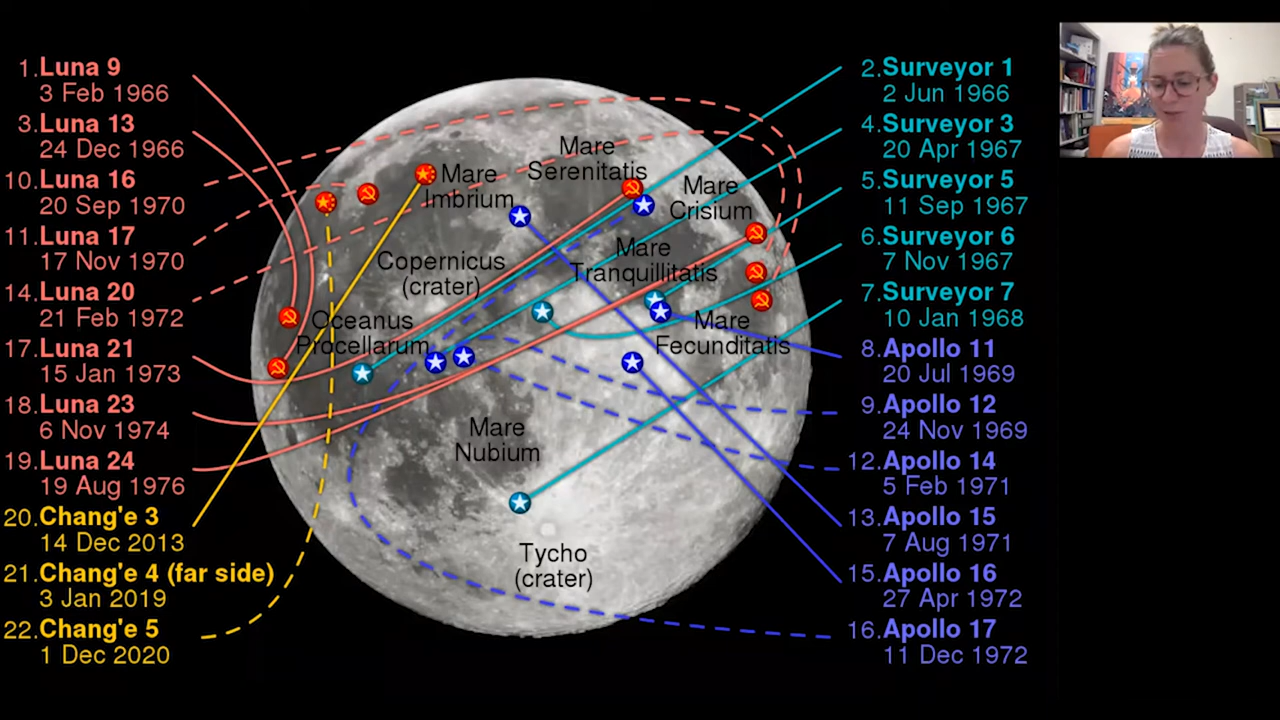 1. Luna 9
3 Feb 1966
3. Luna 13
24 Dec 1966
10. Luna 16
20 Sep 1970
11. Luna 17
17 Nov 1970
14. Luna 20
21 Feb 1972
17. Luna 21
15 Jan 1973
18. Luna 23
6 Nov 1974
19. Luna 24
19 Aug 1976
20. Chang'e 3
14 Dec 2013
21. Chang'e 4 (far side)
3 Jan 2019
22. Chang'e 5
1 Dec 2020
Mare
Serenitatis
Mare
Imbrium
Mare
Crisium
Copernicus
(crater)
Mare
Tranquillitatis
Oceanus
Procellarum
Mare
Fecunditatis
Mare
Nubium
Tycho
(crater)
2. Surveyor 1
2 Jun 1966
4. Surveyor 3
20 Apr 1967
5. Surveyor 5
11 Sep 1967
6. Surveyor 6
7 Nov 1967
7. Surveyor 7
10 Jan 1968
8. Apollo 11
20 Jul 1969
9. Apollo 12
24 Nov 1969
12. Apollo 14
5 Feb 1971
13. Apollo 15
7 Aug 1971
15. Apollo 16
27 Apr 1972
16. Apollo 17
11 Dec 1972